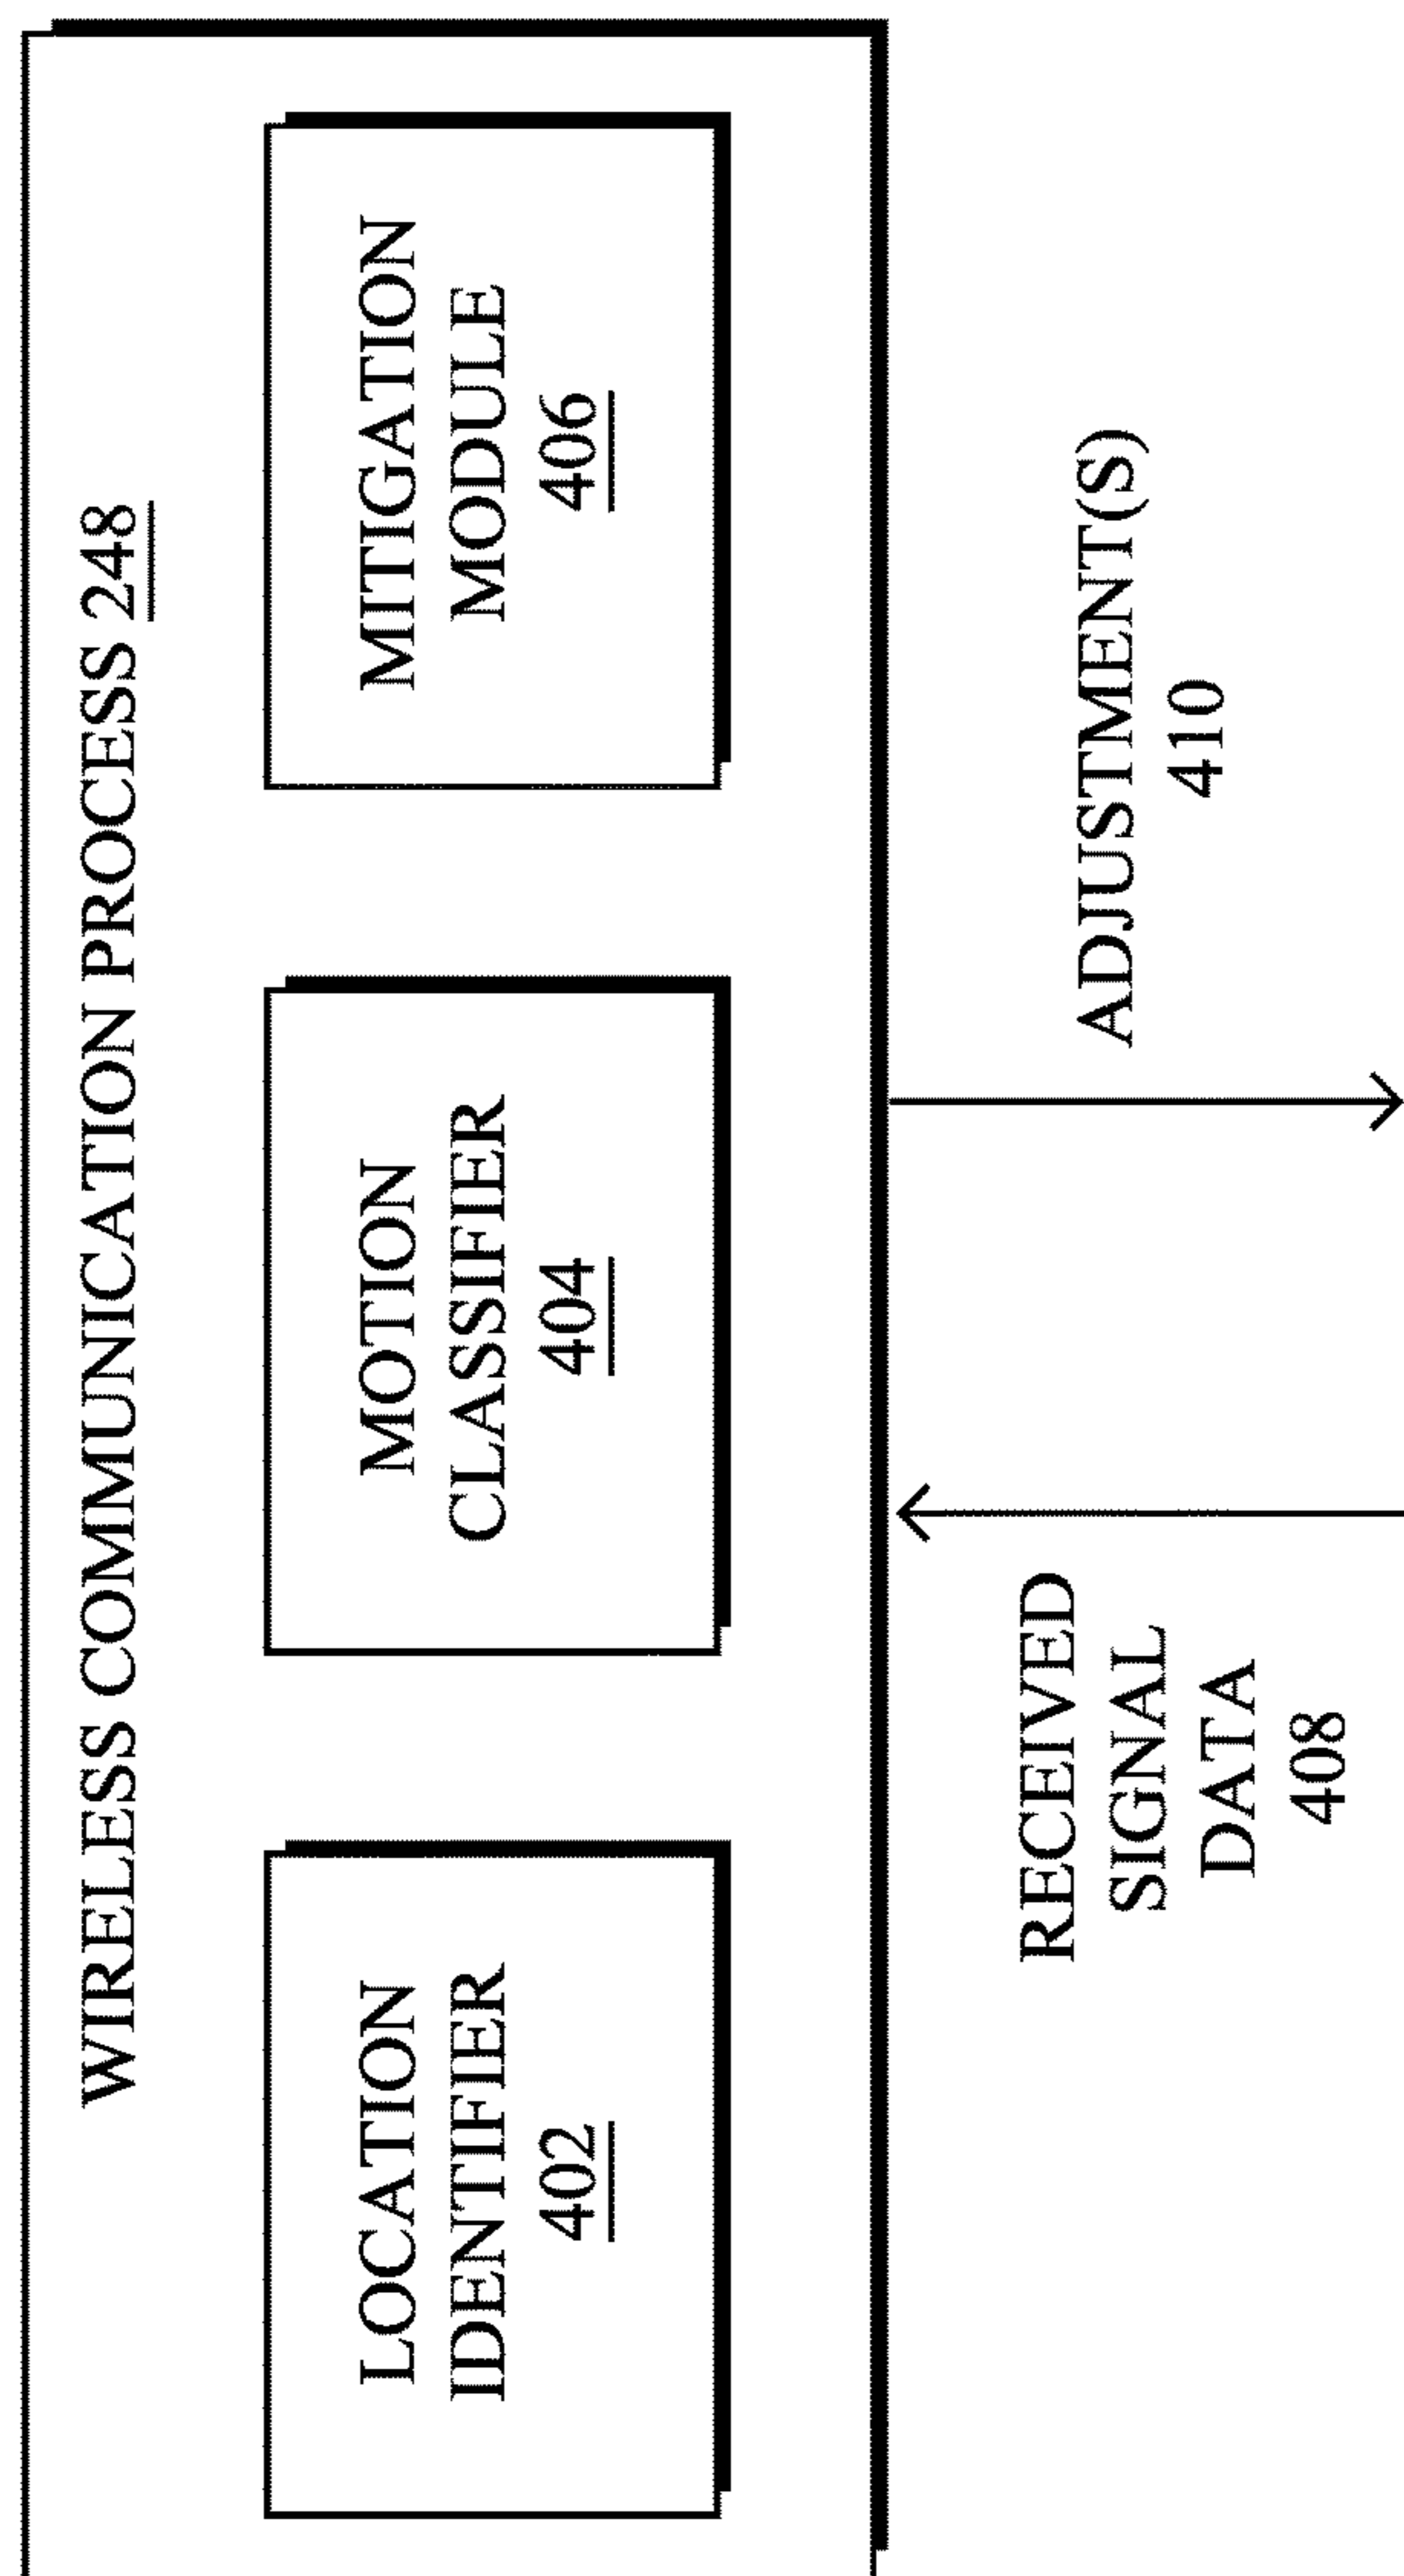 WIRELESS COMMUNICATION PROCESS 248
LOCATION
IDENTIFIER
402
MOTION
CLASSIFIER
404
MITIGATION
MODULE
406
RECEIVED
SIGNAL
DATA
408
ADJUSTMENT(S)
410